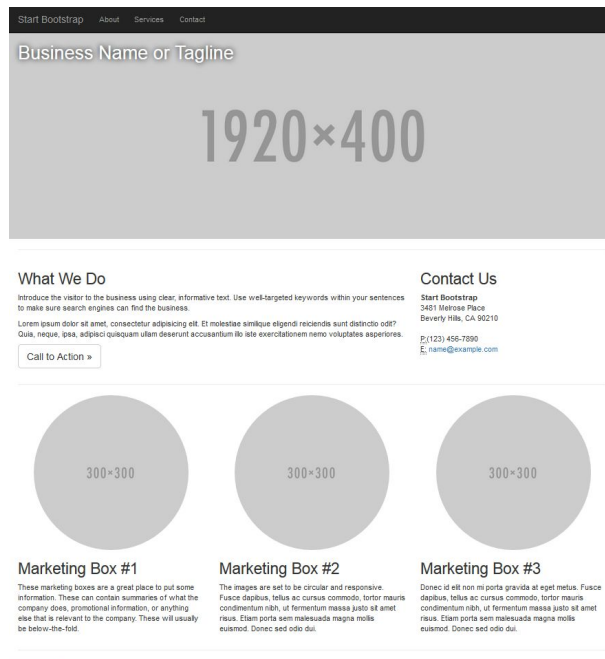 Start Bootstrap About Services Contact
Business Name or Tagline
1920×400
What We Do
Introduce the visitor to the business using clear, informative text. Use well-targeted keywords within your sentences
to make sure search engines can find the business.
Lorem ipsum dolor sit amet, consectetur adipisicing elit. Et molestiae similique eligendi reiciendis sunt distinctio odit?
Quia, neque, ipsa, adipisci quisquam ullam deserunt accusantium illo iste exercitationem nemo voluptates asperiores.
Call to Action »
Contact Us
Start Bootstrap
3481 Melrose Place
Beverly Hills, CA 90210
P:(123) 456-7890
E: name@example.com
300×300
300×300
300×300
Marketing Box #1
These marketing boxes are a great place to put some
information. These can contain summaries of what the
company does, promotional information, or anything
else that is relevant to the company. These will usually
be below-the-fold.
Marketing Box #2
The images are set to be circular and responsive.
Fusce dapibus, tellus ac cursus commodo, tortor mauris
condimentum nibh, ut fermentum massa justo sit amet
risus. Etiam porta sem malesuada magna mollis
euismod. Donec sed odio dui.
Marketing Box #3
Donec id elit non mi porta gravida at eget metus. Fusce
dapibus, tellus ac cursus commodo, tortor mauris
condimentum nibh, ut fermentum massa justo sit amet
risus. Etiam porta sem malesuada magna mollis
euismod. Donec sed odio dui.